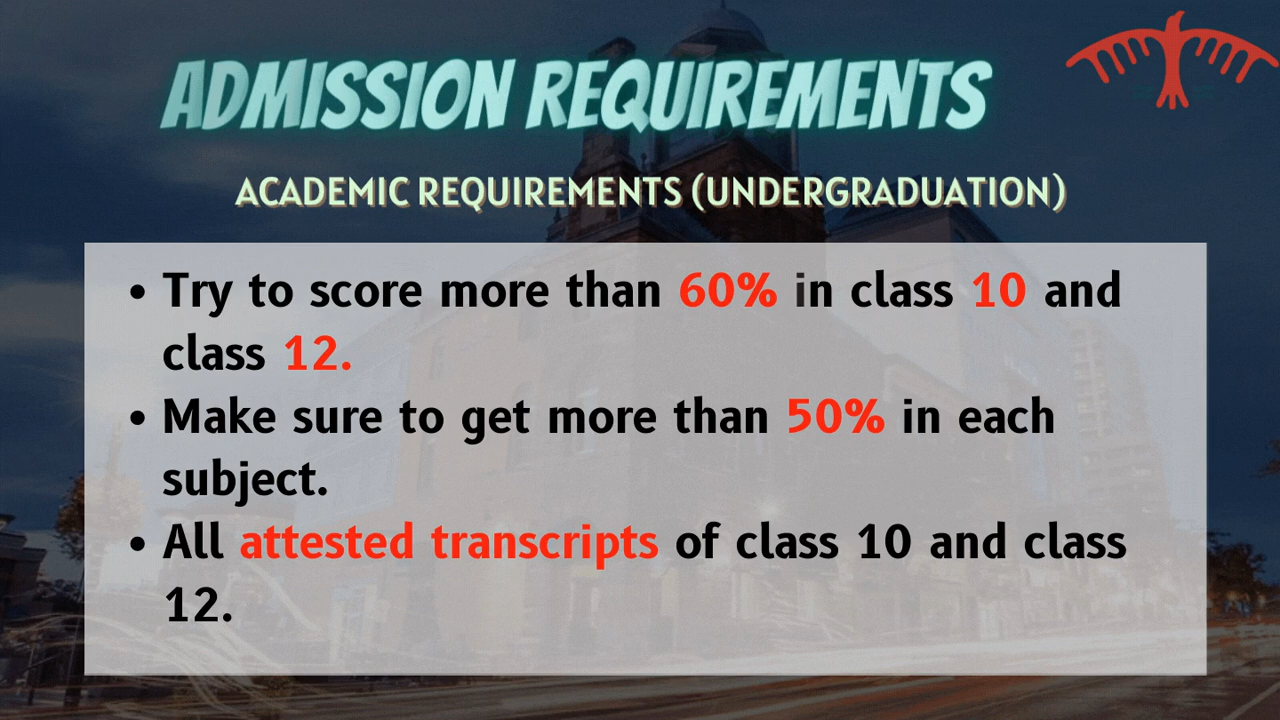 ADMISSION REQUIREMENTS
ACADEMIC REQUIREMENTS (UNDERGRADUATION)
• Try to score more than 60% in class 10 and
class 12.
• Make sure to get more than 50% in each
subject.
• All attested transcripts of class 10 and class
12.